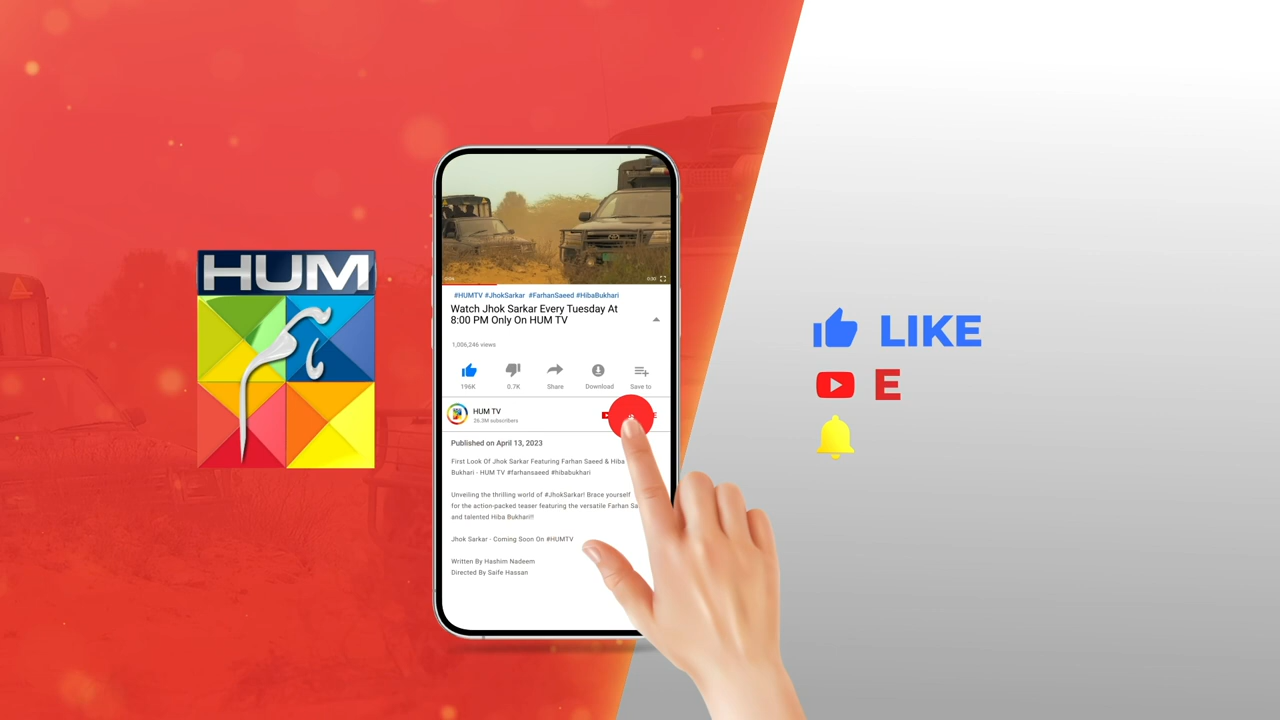 HUM
ہم
#HUMTV #JhokSarkar #FarhanSaeed #HibaBukhari
Watch Jhok Sarkar Every Tuesday At
8:00 PM Only On HUM TV
1,006,246 views
196K
0.7K
Share
Download
Save to
HUM TV
26.3M subscribers
Published on April 13, 2023
First Look Of Jhok Sarkar Featuring Farhan Saeed & Hiba
Bukhari - HUM TV #farhansaeed #hibabukhari
Unveiling the thrilling world of #JhokSarkar! Brace yourself
for the action-packed teaser featuring the versatile Farhan Sa
and talented Hiba Bukhari!!
Jhok Sarkar - Coming Soon On #HUMTV
Written By Hashim Nadeem
Directed By Saife Hassan
LIKE
E